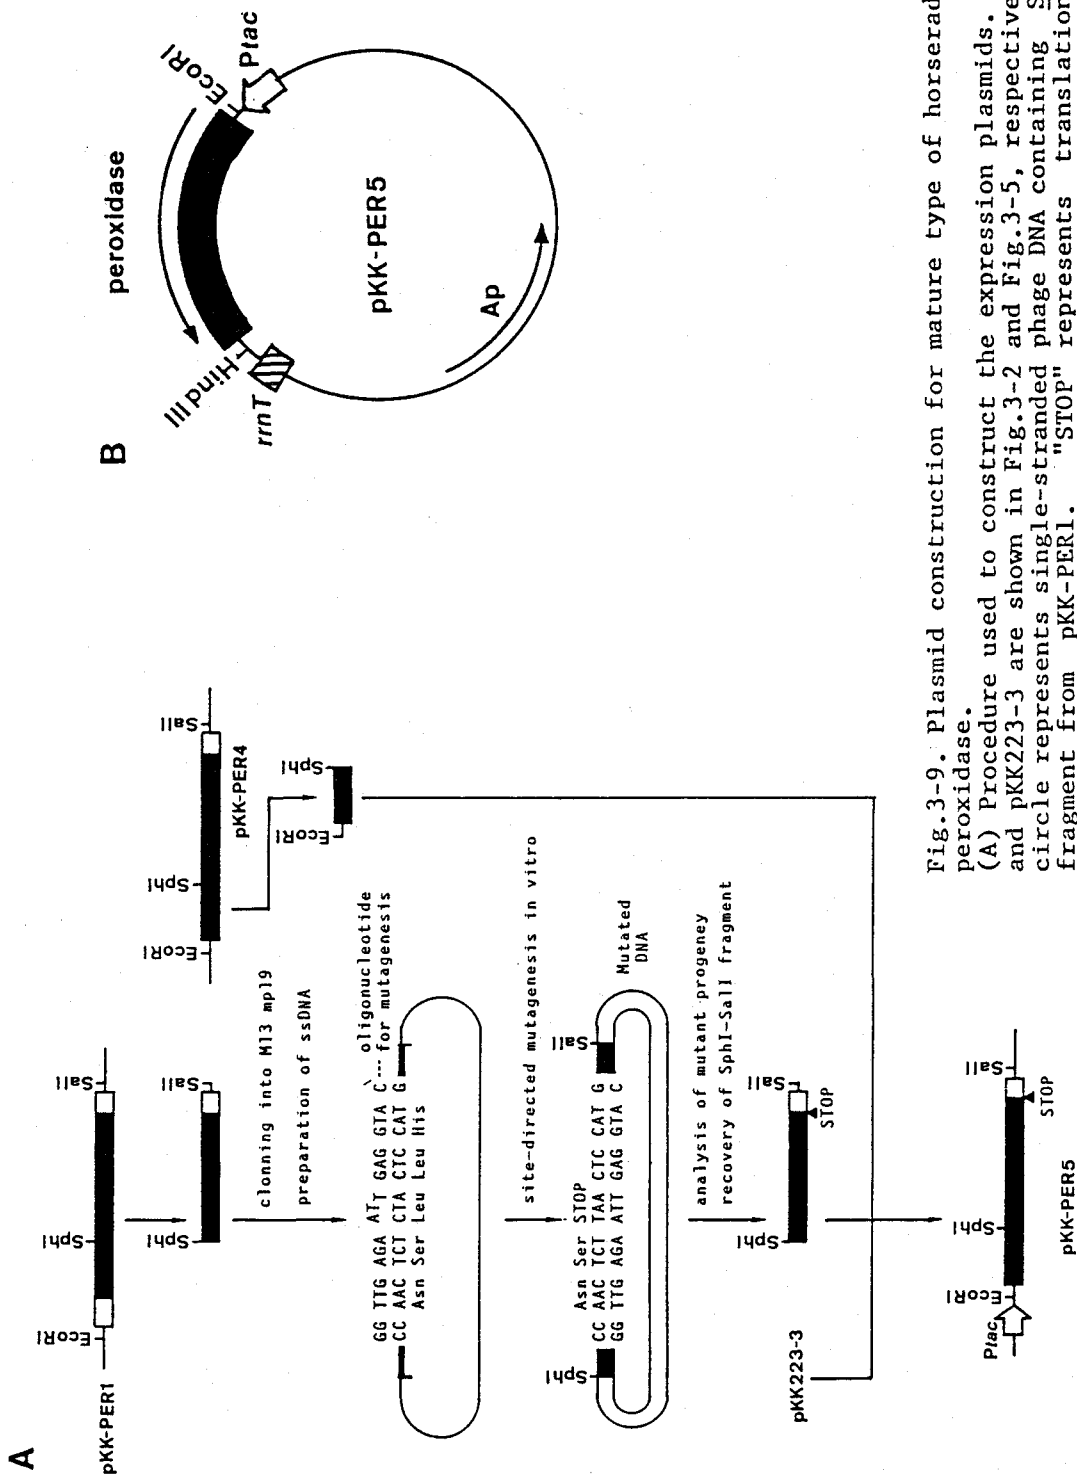 A
pKK-PER1
EcoRI
SphI
SalI
SphI
SalI
clonning into M13 mp19
preparation of ssDNA
EcoRI
SphI
SalI
pKK-PER4
EcoRI
SphI
oligonucleotide
--- for mutagenesis
GG TTG AGA ATT GAG GTA C
CC AAC TCT CTA CTC CAT G
Asn Ser Leu Leu His
site-directed mutagenesis in vitro
SphI
SalI
Asn Ser STOP
CC AAC TCT TAA CTC CAT G
GG TTG AGA ATT GAG GTA C
Mutated
DNA
analysis of mutant progeney
recovery of SphI-SalI fragment
pKK223-3
SphI
SalI
STOP
Ptac
EcoRI
SphI
SalI
STOP
pKK-PER5
B
peroxidase
HindIII
EcoRI
rrnT
Ptac
pKK-PER5
Ap
Fig.3-9. Plasmid construction for mature type of horserad
peroxidase.
(A) Procedure used to construct the expression plasmids.
and pKK223-3 are shown in Fig.3-2 and Fig.3-5, respective
circle represents single-stranded phage DNA containing S
fragment from pKK-PER1. "STOP" represents translation